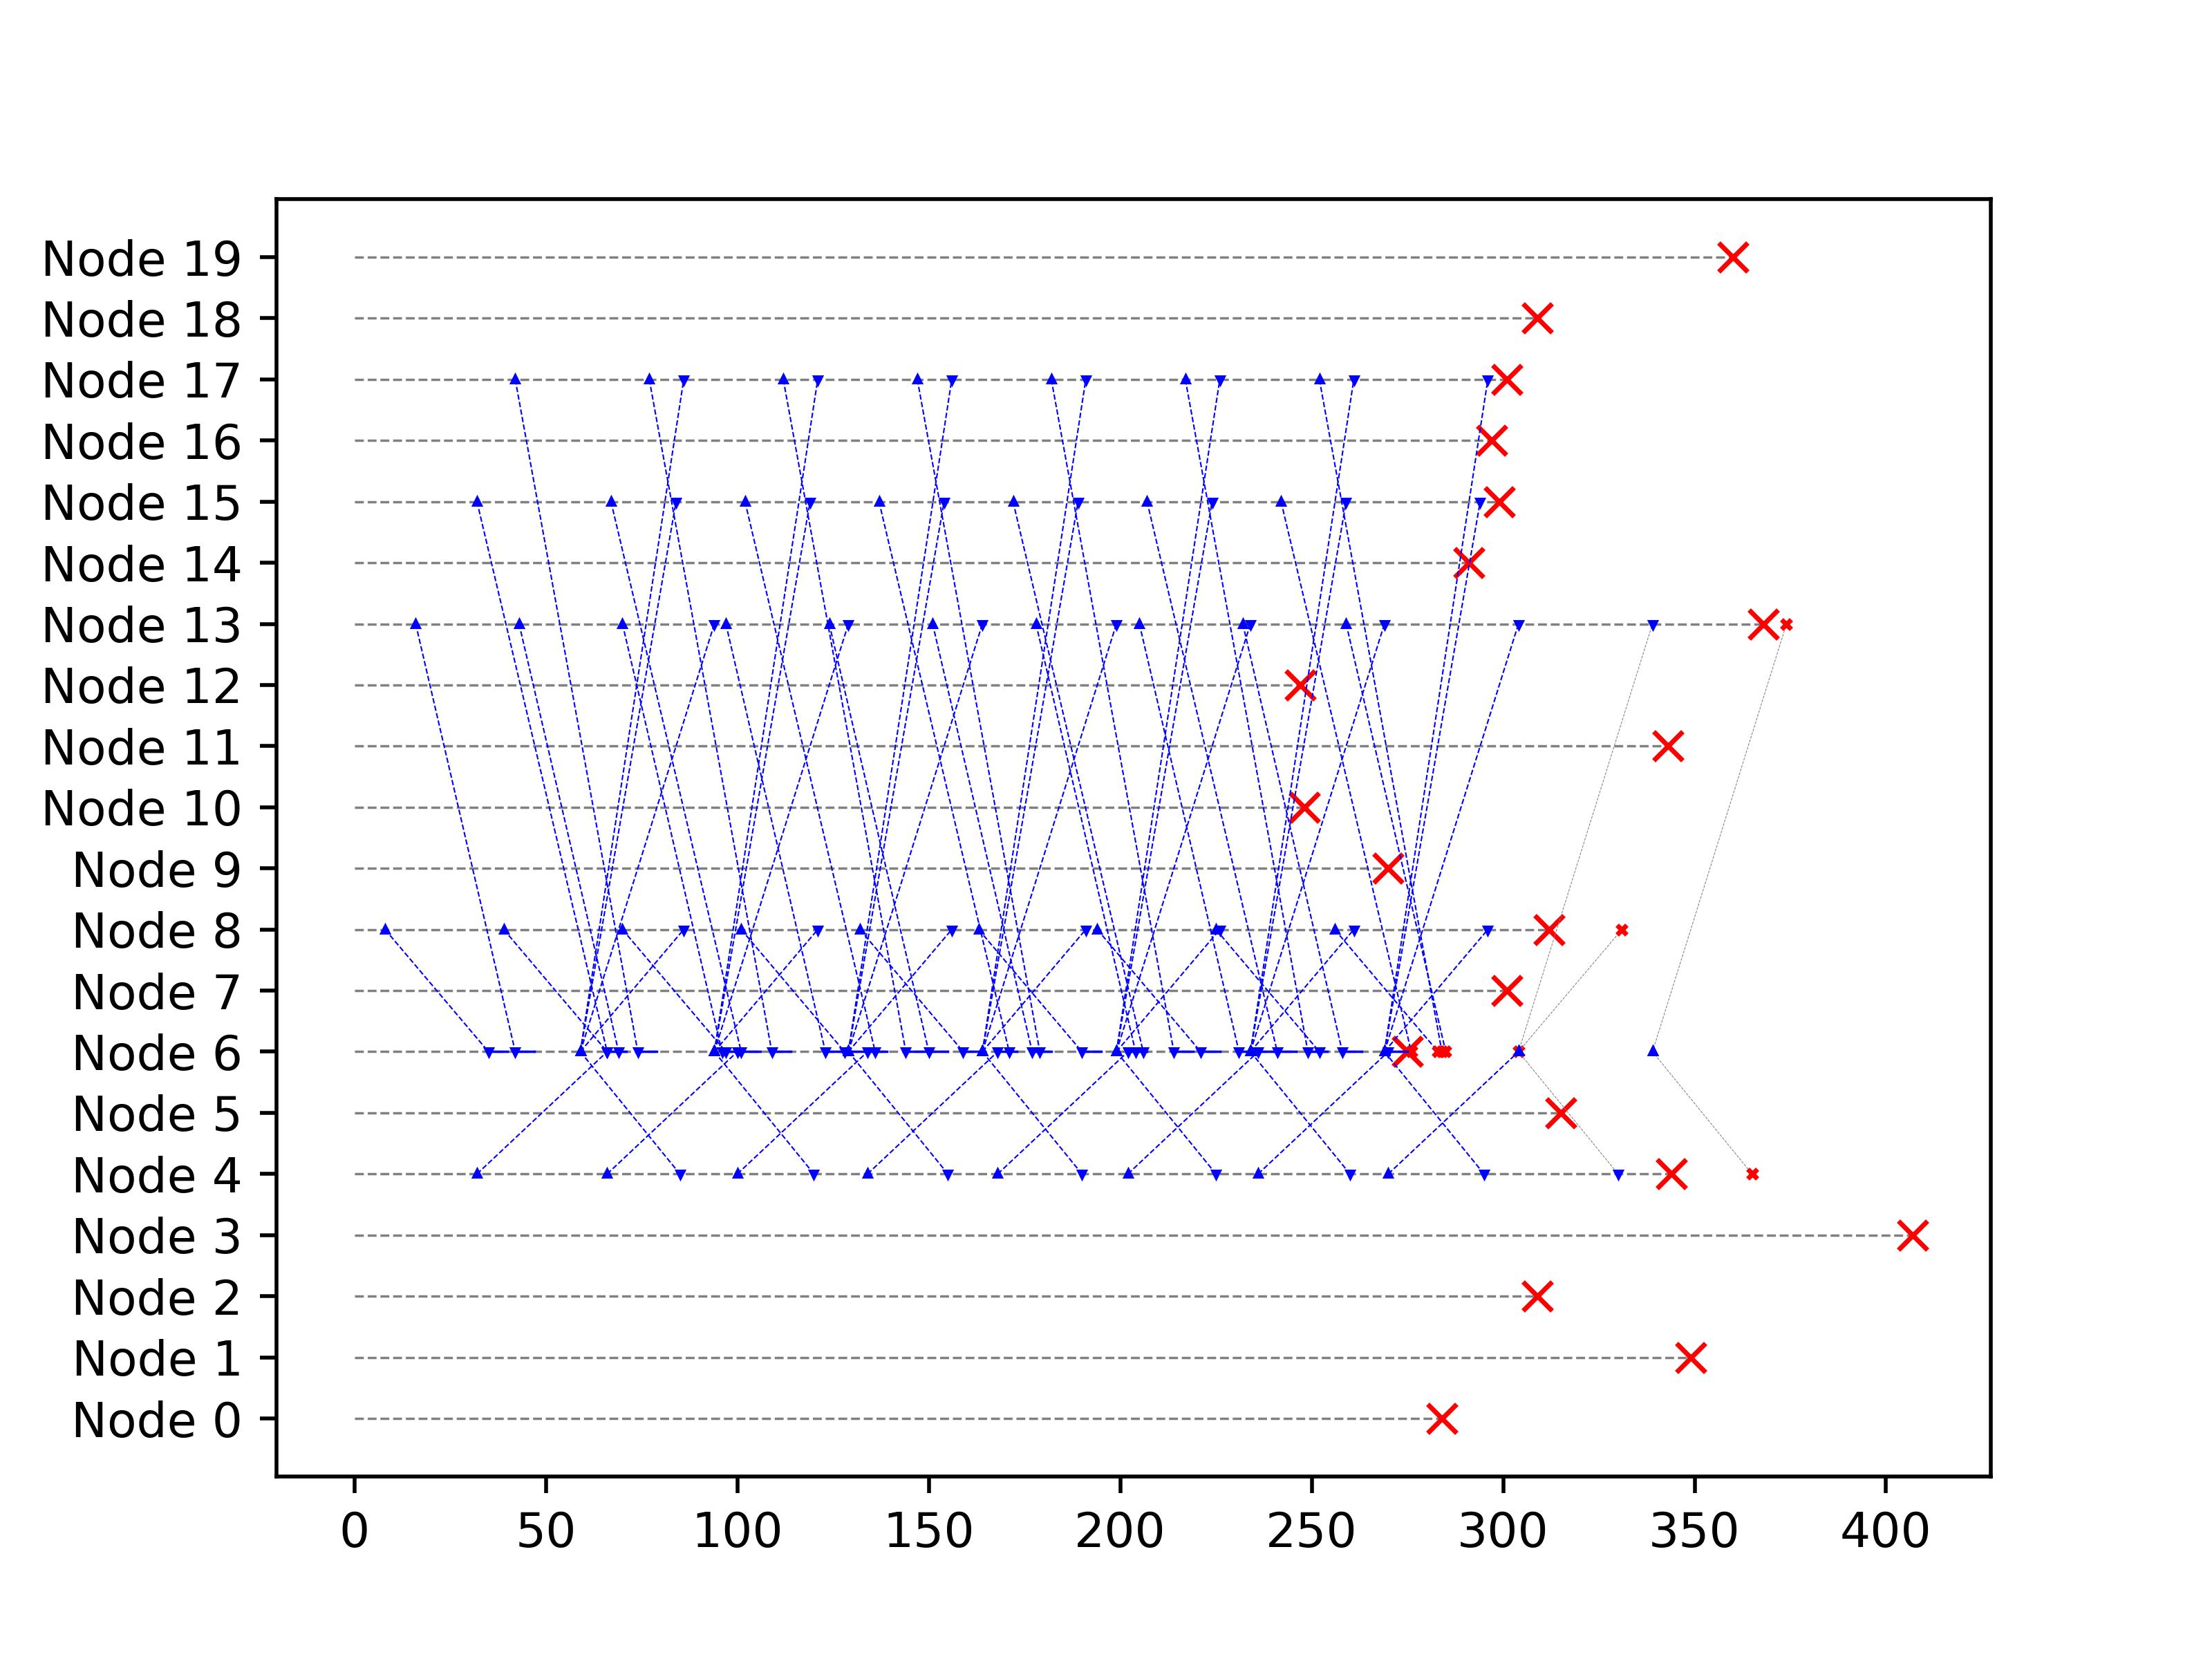 Node 19
Node 18
Node 17
Node 16
Node 15
Node 14
Node 13
Node 12
Node 11
Node 10
Node 9
Node 8
Node 7
Node 6
Node 5
Node 4
Node 3
Node 2
Node 1
Node 0
0 50 100 150 200 250 300 350 400